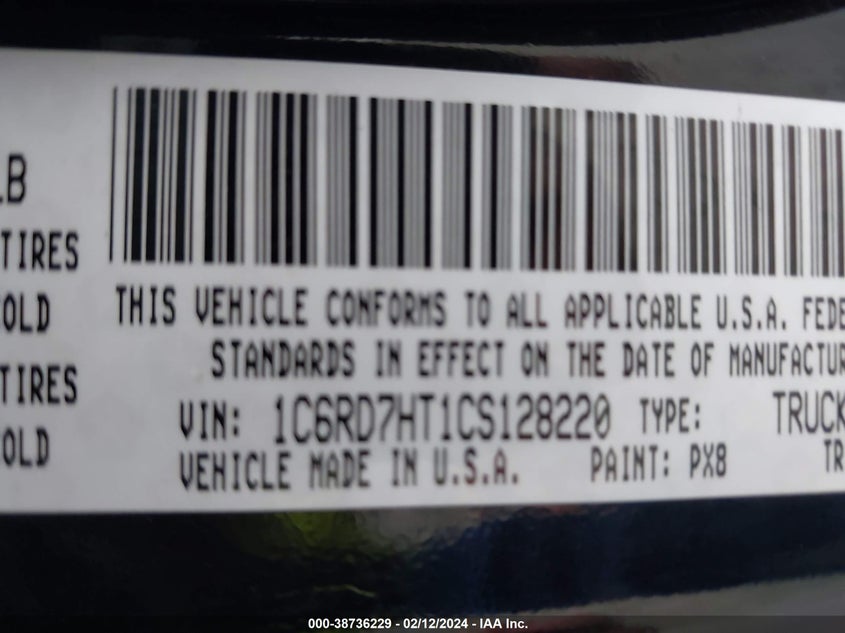 LB
TIRES
OLD
TIRES
OLD
THIS VEHICLE CONFORMS TO ALL APPLICABLE U.S.A. FEDE
STANDARDS IN EFFECT ON THE DATE OF MANUFACTUR
VIN: 1C6RD7HT1CS128220 TYPE: TRUCK
VEHICLE MADE IN U.S.A. PAINT: PX8 TR
000-38736229 - 02/12/2024 - IAA Inc.